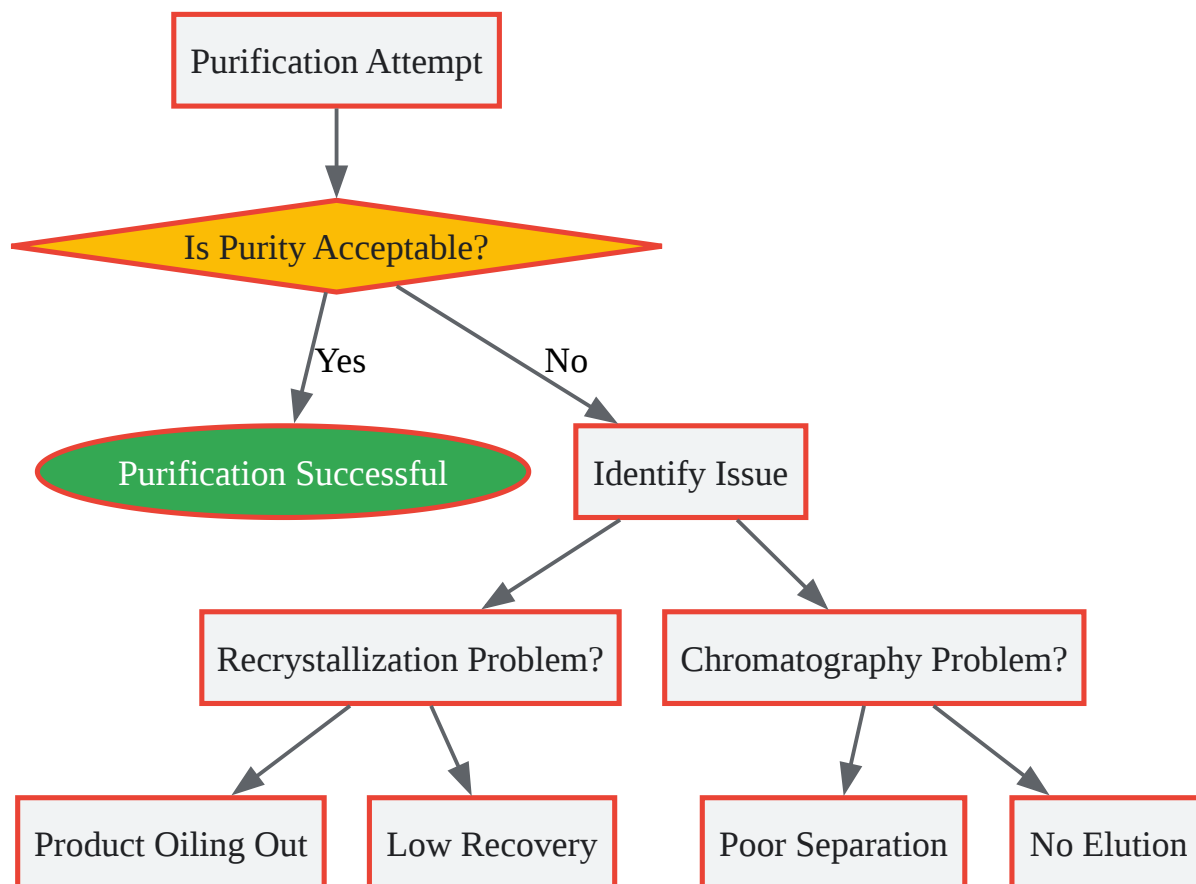 Purification Attempt
Is Purity Acceptable?
Yes
No
Purification Successful
Identify Issue
Recrystallization Problem?
Chromatography Problem?
Product Oiling Out
Low Recovery
Poor Separation
No Elution